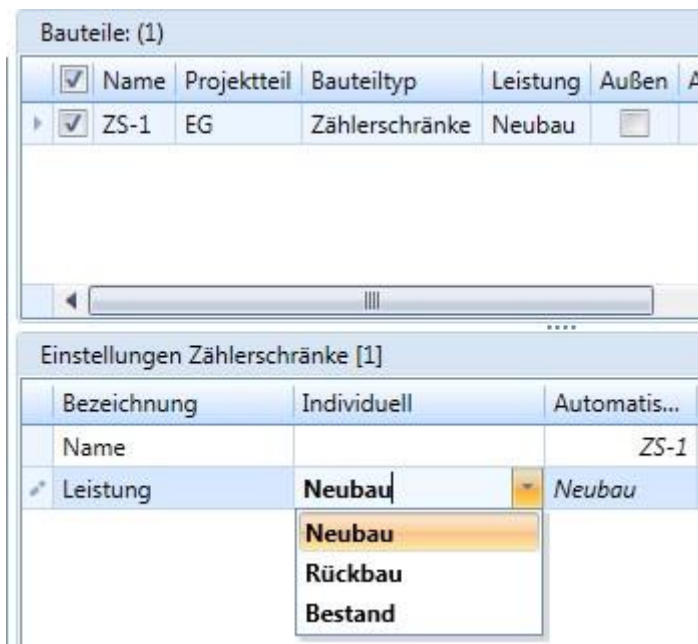 Bauteile: (1)
Name Projektteil Bauteiltyp Leistung Außen A
ZS-1 EG Zählerschränke Neubau
Einstellungen Zählerschränke [1]
Bezeichnung Individuell Automatis...
Name ZS-1
Leistung Neubau Neubau
Neubau
Rückbau
Bestand